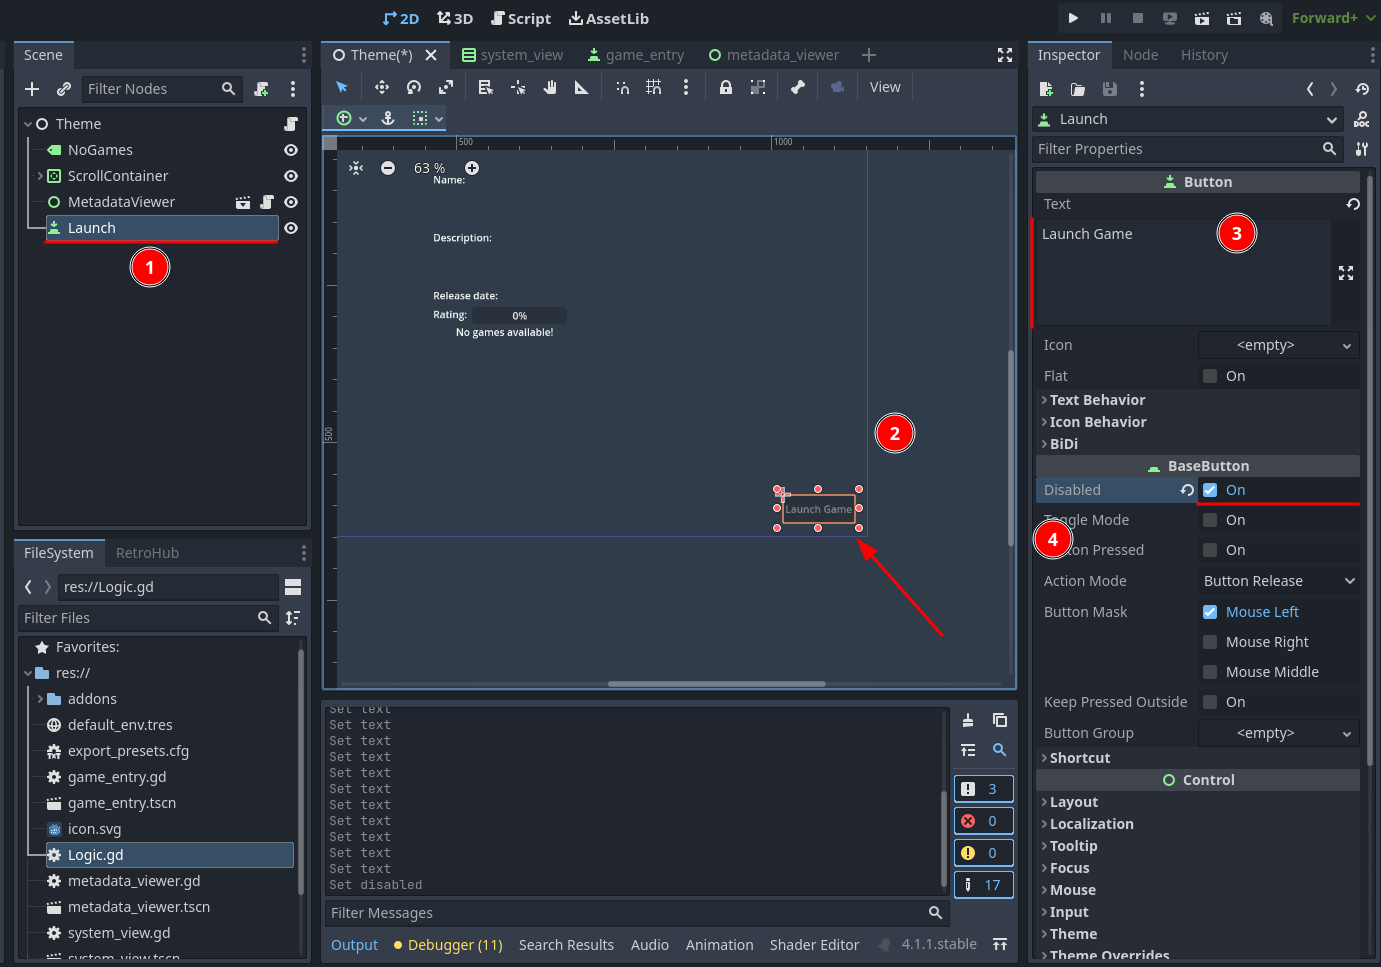 2D 3D Script AssetLib Forward+
Scene
Filter Nodes
Theme
NoGames
ScrollContainer
MetadataViewer
Launch
1
FileSystem RetroHub
res://Logic.gd
Filter Files
Favorites:
res://
addons
default_env.tres
export_presets.cfg
game_entry.gd
game_entry.tscn
icon.svg
Logic.gd
metadata_viewer.gd
metadata_viewer.tscn
system_view.gd
system_view.tscn
Theme(*) system_view game_entry metadata_viewer
View
500 1000
500
63 %
Name:
Description:
Release date:
Rating: 0%
No games available!
2
Launch Game
Set text
Set text
Set text
Set text
Set text
Set text
Set text
Set text
Set text
Set text
Set text
Set disabled
3
0
0
17
Filter Messages
Output Debugger (11) Search Results Audio Animation Shader Editor 4.1.1.stable
Inspector Node History
Launch
DOC
Filter Properties
Button
Text
Launch Game
3
Icon <empty>
Flat On
Text Behavior
Icon Behavior
BiDi
BaseButton
Disabled On
Toggle Mode On
4
Pressed On
Action Mode Button Release
Button Mask Mouse Left
Mouse Right
Mouse Middle
Keep Pressed Outside On
Button Group <empty>
Shortcut
Control
Layout
Localization
Tooltip
Focus
Mouse
Input
Theme
Theme Overrides